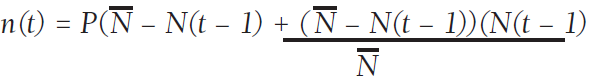 n(t) = P(N̅ – N(t – 1) + (N̅ – N(t – 1))(N(t – 1)
N̅